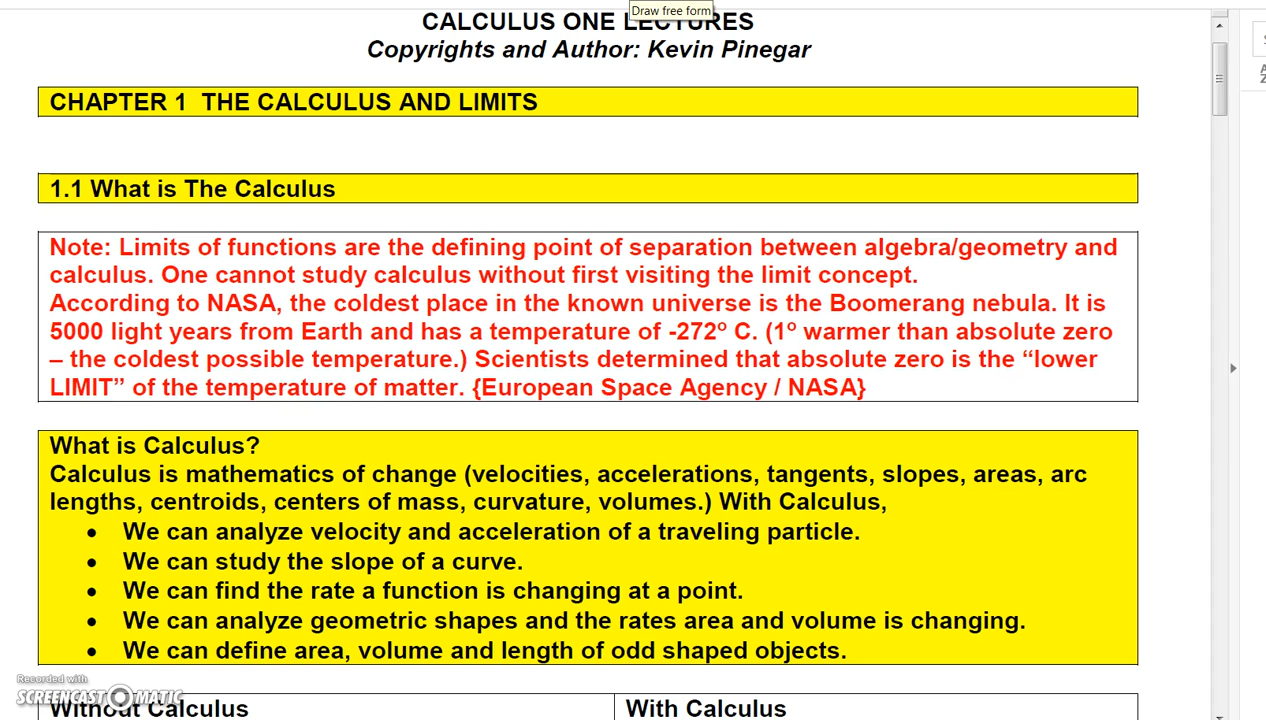 Draw free form
CALCULUS ONE LECTURES
Copyrights and Author: Kevin Pinegar
CHAPTER 1 THE CALCULUS AND LIMITS
1.1 What is The Calculus
Note: Limits of functions are the defining point of separation between algebra/geometry and
calculus. One cannot study calculus without first visiting the limit concept.
According to NASA, the coldest place in the known universe is the Boomerang nebula. It is
5000 light years from Earth and has a temperature of -272º C. (1º warmer than absolute zero
– the coldest possible temperature.) Scientists determined that absolute zero is the “lower
LIMIT” of the temperature of matter. {European Space Agency / NASA}
What is Calculus?
Calculus is mathematics of change (velocities, accelerations, tangents, slopes, areas, arc
lengths, centroids, centers of mass, curvature, volumes.) With Calculus,
• We can analyze velocity and acceleration of a traveling particle.
• We can study the slope of a curve.
• We can find the rate a function is changing at a point.
• We can analyze geometric shapes and the rates area and volume is changing.
• We can define area, volume and length of odd shaped objects.
Recorded with
SCREENCAST-O-MATIC
Without Calculus
With Calculus